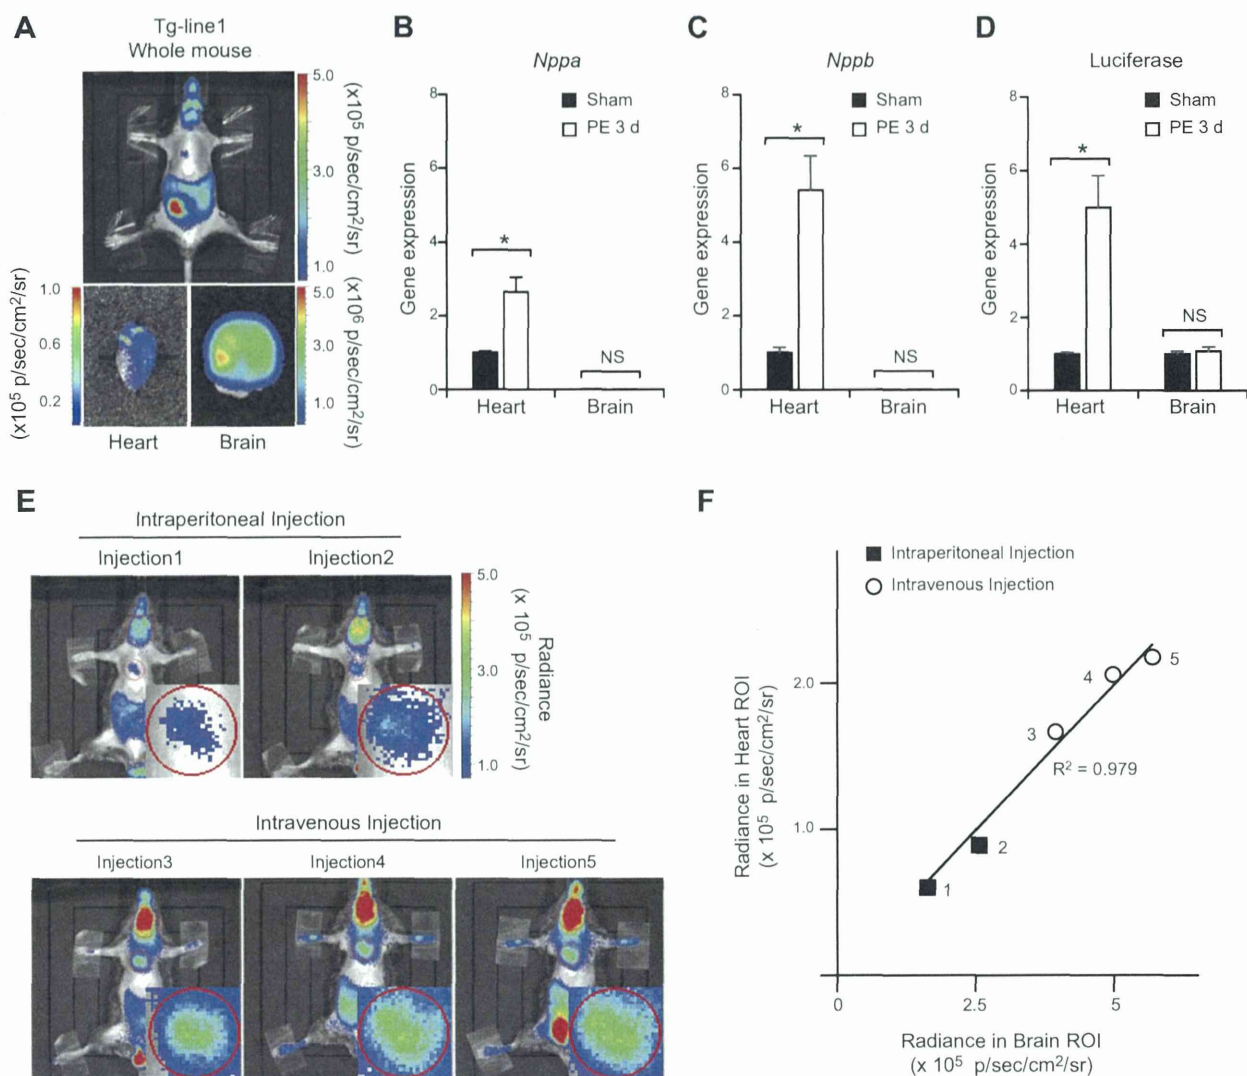 A
Tg-line1
Whole mouse
5.0
3.0
1.0
(x10⁵ p/sec/cm²/sr)
(x10⁵ p/sec/cm²/sr)
1.0
0.6
0.2
5.0
3.0
1.0
(x10⁶ p/sec/cm²/sr)
Heart
Brain
B
Nppa
Sham
PE 3 d
Gene expression
8
6
4
2
0
*
NS
Heart
Brain
C
Nppb
Sham
PE 3 d
Gene expression
8
6
4
2
0
*
NS
Heart
Brain
D
Luciferase
Sham
PE 3 d
Gene expression
8
6
4
2
0
*
NS
Heart
Brain
E
Intraperitoneal Injection
Injection1
Injection2
5.0
3.0
1.0
Radiance
(x 10⁵ p/sec/cm²/sr)
Intravenous Injection
Injection3
Injection4
Injection5
F
Intraperitoneal Injection
Intravenous Injection
Radiance in Heart ROI
(x 10⁵ p/sec/cm²/sr)
2.0
1.0
4
5
3
R² = 0.979
2
1
0
2.5
5
Radiance in Brain ROI
(x 10⁵ p/sec/cm²/sr)